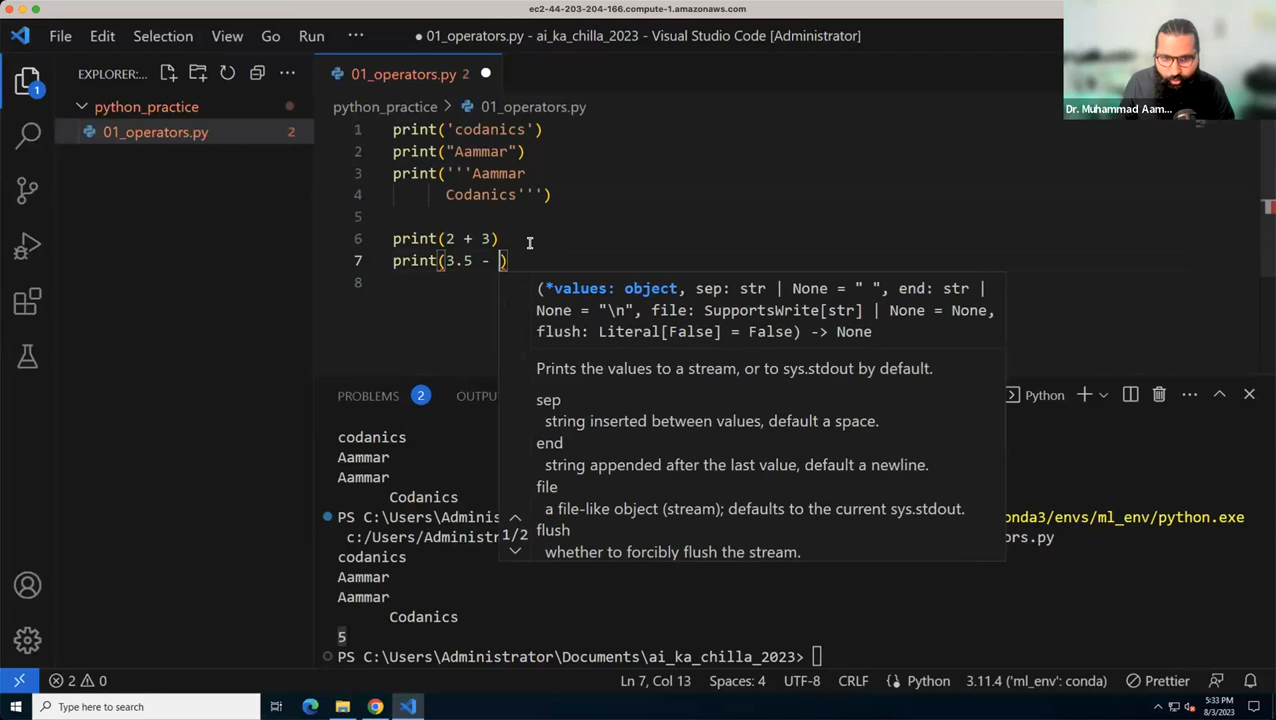 ec2-44-203-204-166.compute-1.amazonaws.com
File Edit Selection View Go Run ··· ● 01_operators.py - ai_ka_chilla_2023 - Visual Studio Code [Administrator]
EXPLORER:... ···
01_operators.py 2
Dr. Muhammad Aam...
python_practice
python_practice > 01_operators.py
01_operators.py 2
1 print('codanics')
2 print("Aammar")
3 print('''Aammar
4 Codanics''')
5
6 print(2 + 3)
7 print(3.5 - )
8
(*values: object, sep: str | None = " ", end: str |
None = "\n", file: SupportsWrite[str] | None = None,
flush: Literal[False] = False) -> None
Prints the values to a stream, or to sys.stdout by default.
sep
string inserted between values, default a space.
end
string appended after the last value, default a newline.
file
a file-like object (stream); defaults to the current sys.stdout.
flush
whether to forcibly flush the stream.
1/2
PROBLEMS 2 OUTPU
Python
codanics
Aammar
Aammar
Codanics
PS C:\Users\Adminis onda3/envs/ml_env/python.exe
c:/Users/Administr ors.py
codanics
Aammar
Aammar
Codanics
5
PS C:\Users\Administrator\Documents\ai_ka_chilla_2023>
1
2 0 Ln 7, Col 13 Spaces: 4 UTF-8 CRLF Python 3.11.4 ('ml_env': conda) Prettier
Type here to search
5:33 PM
8/3/2023